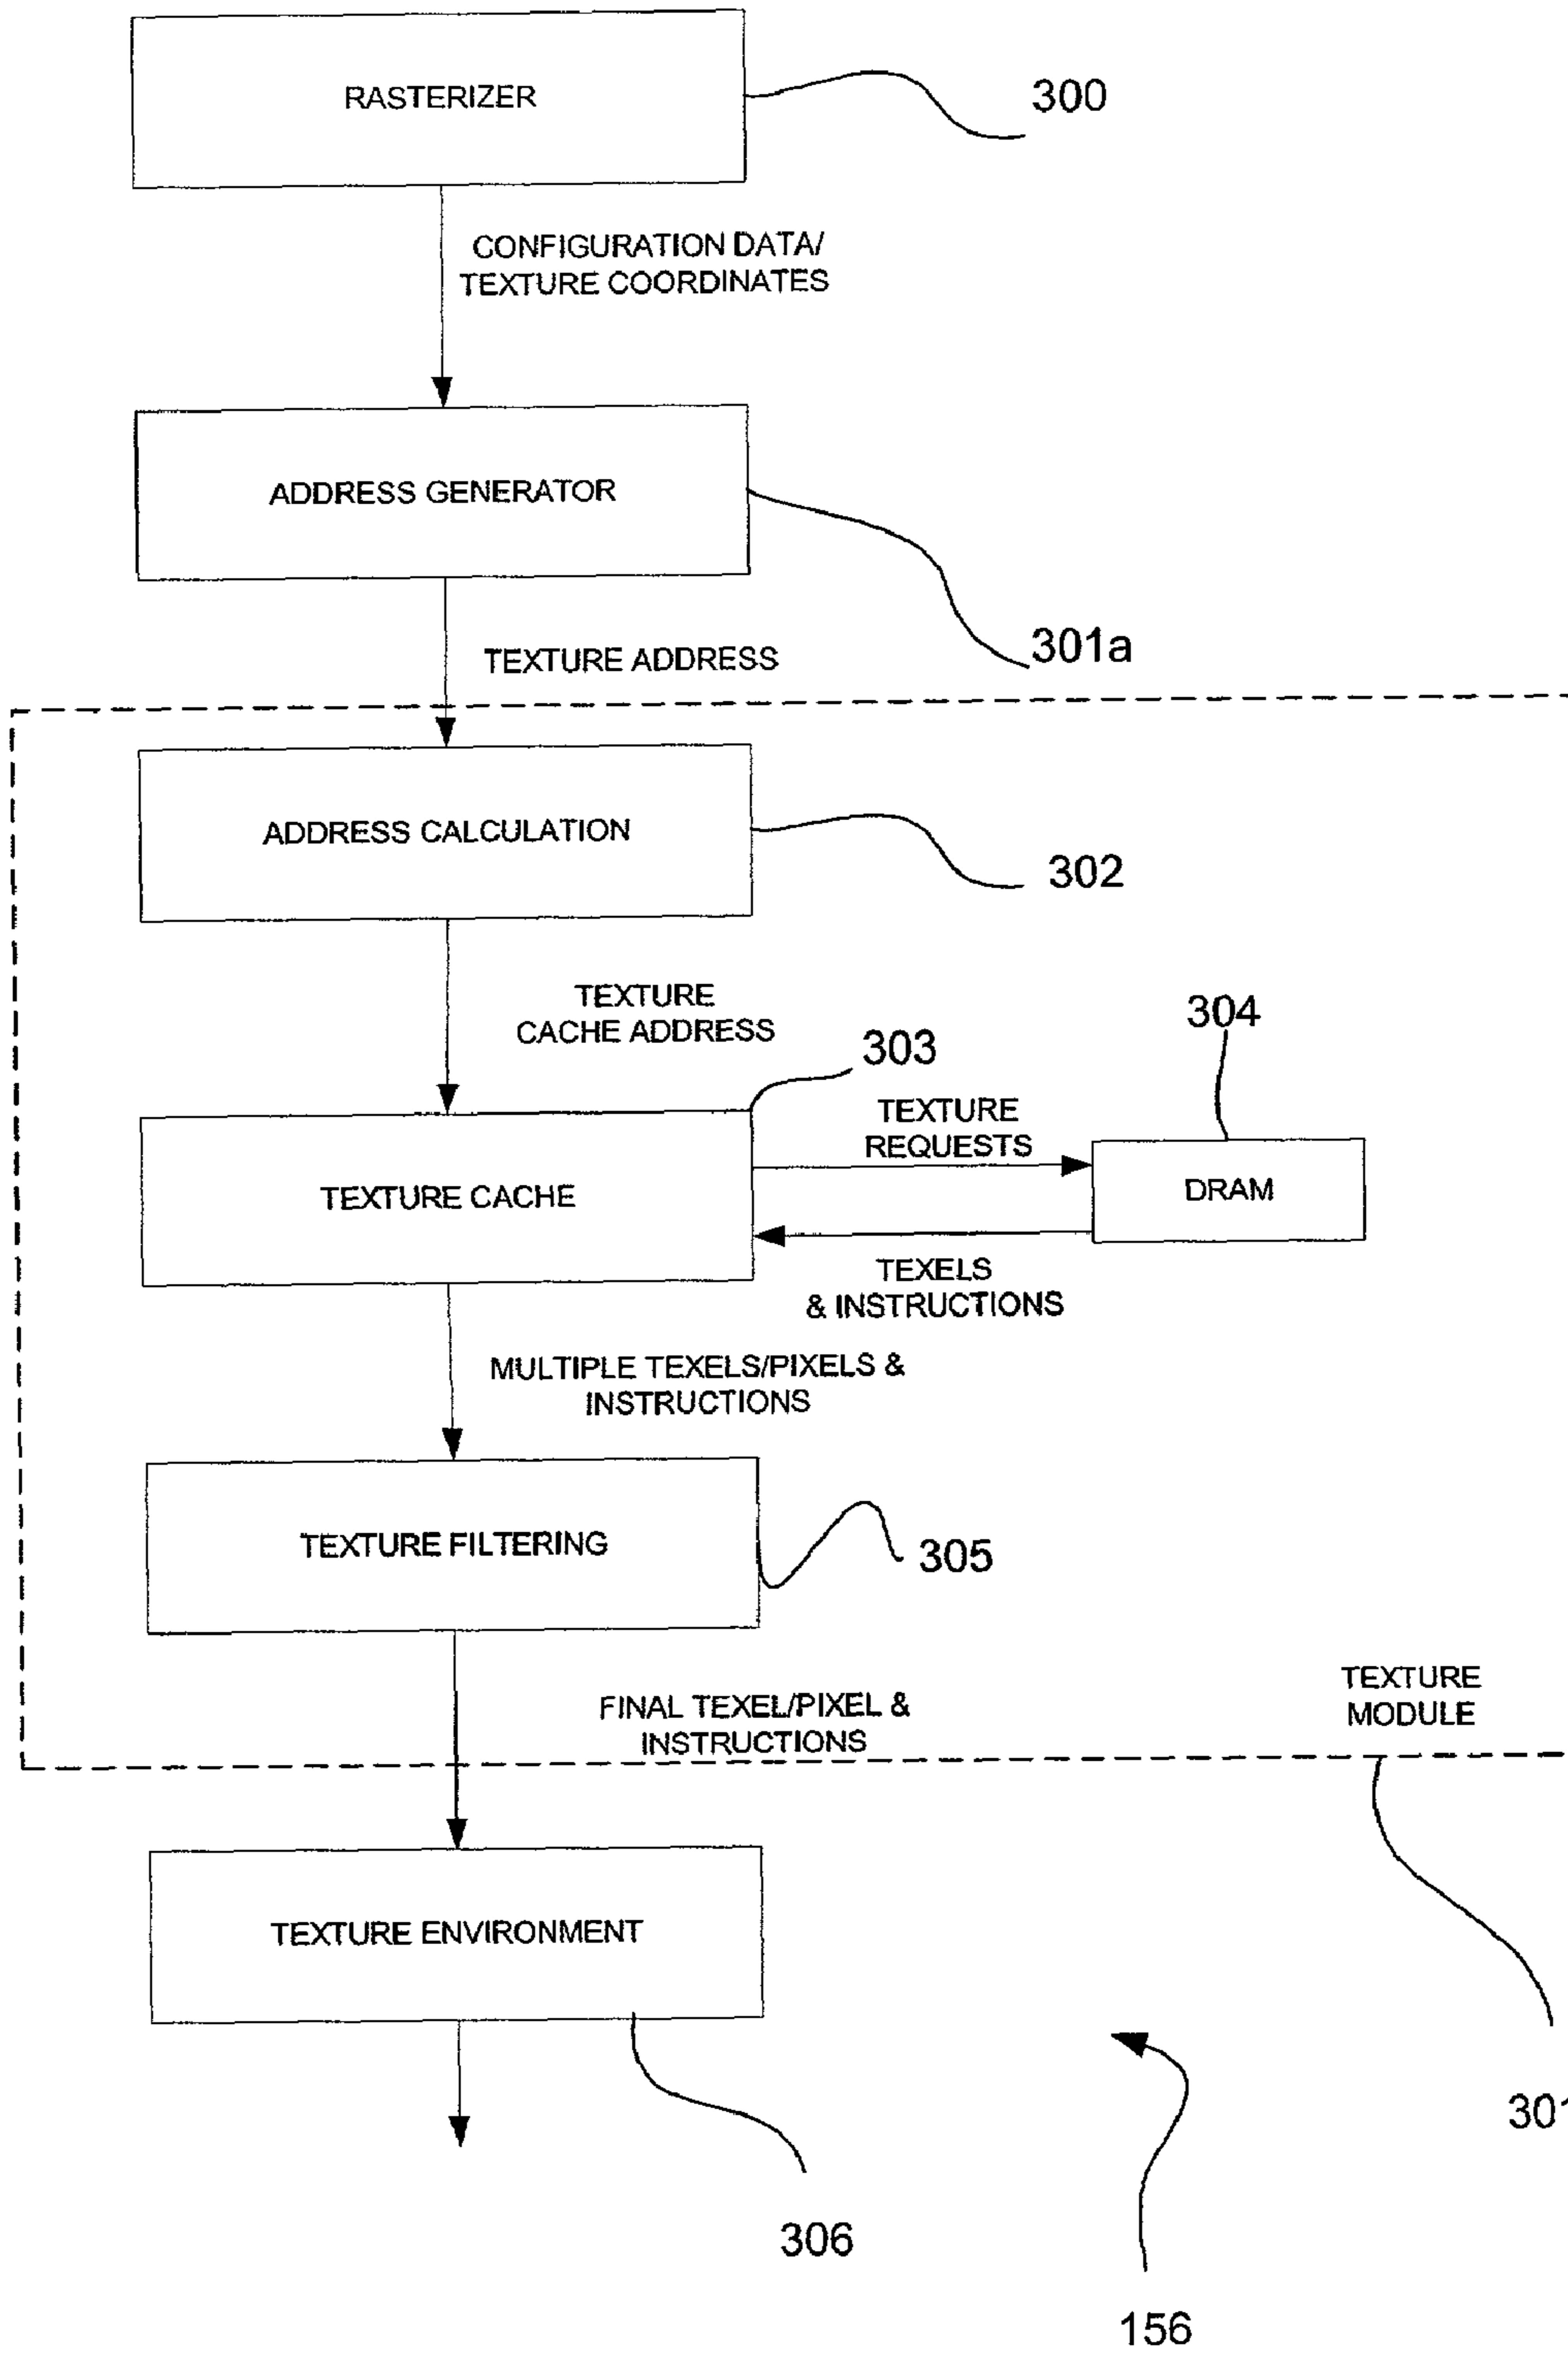 RASTERIZER
300
CONFIGURATION DATA/
TEXTURE COORDINATES
ADDRESS GENERATOR
301a
TEXTURE ADDRESS
ADDRESS CALCULATION
302
TEXTURE
CACHE ADDRESS
303
304
TEXTURE
REQUESTS
TEXTURE CACHE
DRAM
TEXELS
& INSTRUCTIONS
MULTIPLE TEXELS/PIXELS &
INSTRUCTIONS
TEXTURE FILTERING
305
FINAL TEXEL/PIXEL &
INSTRUCTIONS
TEXTURE
MODULE
TEXTURE ENVIRONMENT
301
306
156